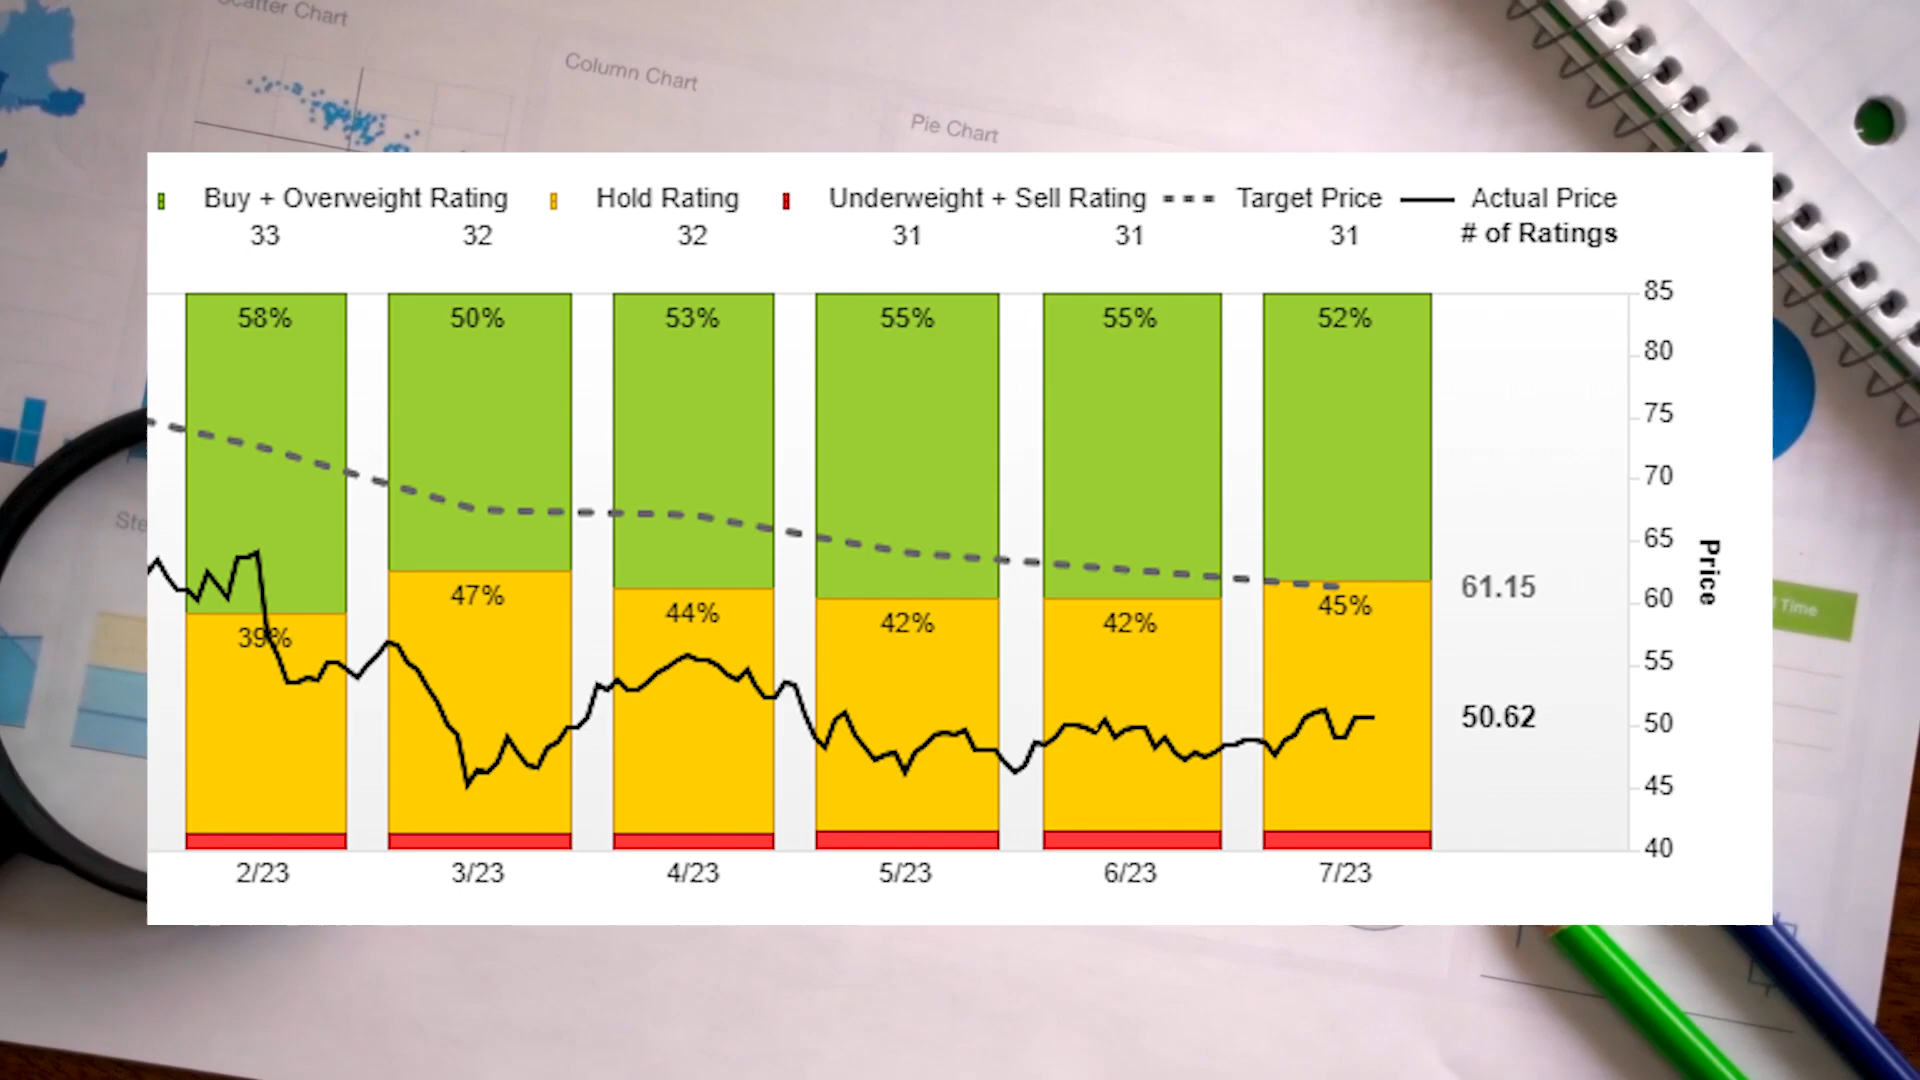 Scatter Chart
Column Chart
Pie Chart
Buy + Overweight Rating Hold Rating Underweight + Sell Rating Target Price Actual Price
33 32 32 31 31 31 # of Ratings
85
58% 50% 53% 55% 55% 52%
80
75
70
65
Price
61.15
60
47% 44% 42% 42% 45%
39%
55
50.62
50
45
40
2/23 3/23 4/23 5/23 6/23 7/23
Time